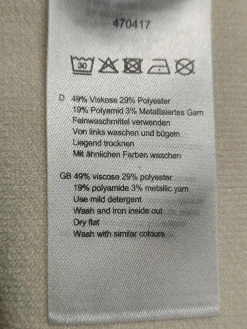 470417
30
D 49% Viskose 29% Polyester
19% Polyamid 3% Metallisiertes Garn
Feinwaschmittel verwenden
Von links waschen und bügeln
Liegend trocknen
Mit ähnlichen Farben waschen
GB 49% viscose 29% polyester
19% polyamide 3% metallic yarn
Use mild detergent
Wash and iron inside out
Dry flat
Wash with similar colours